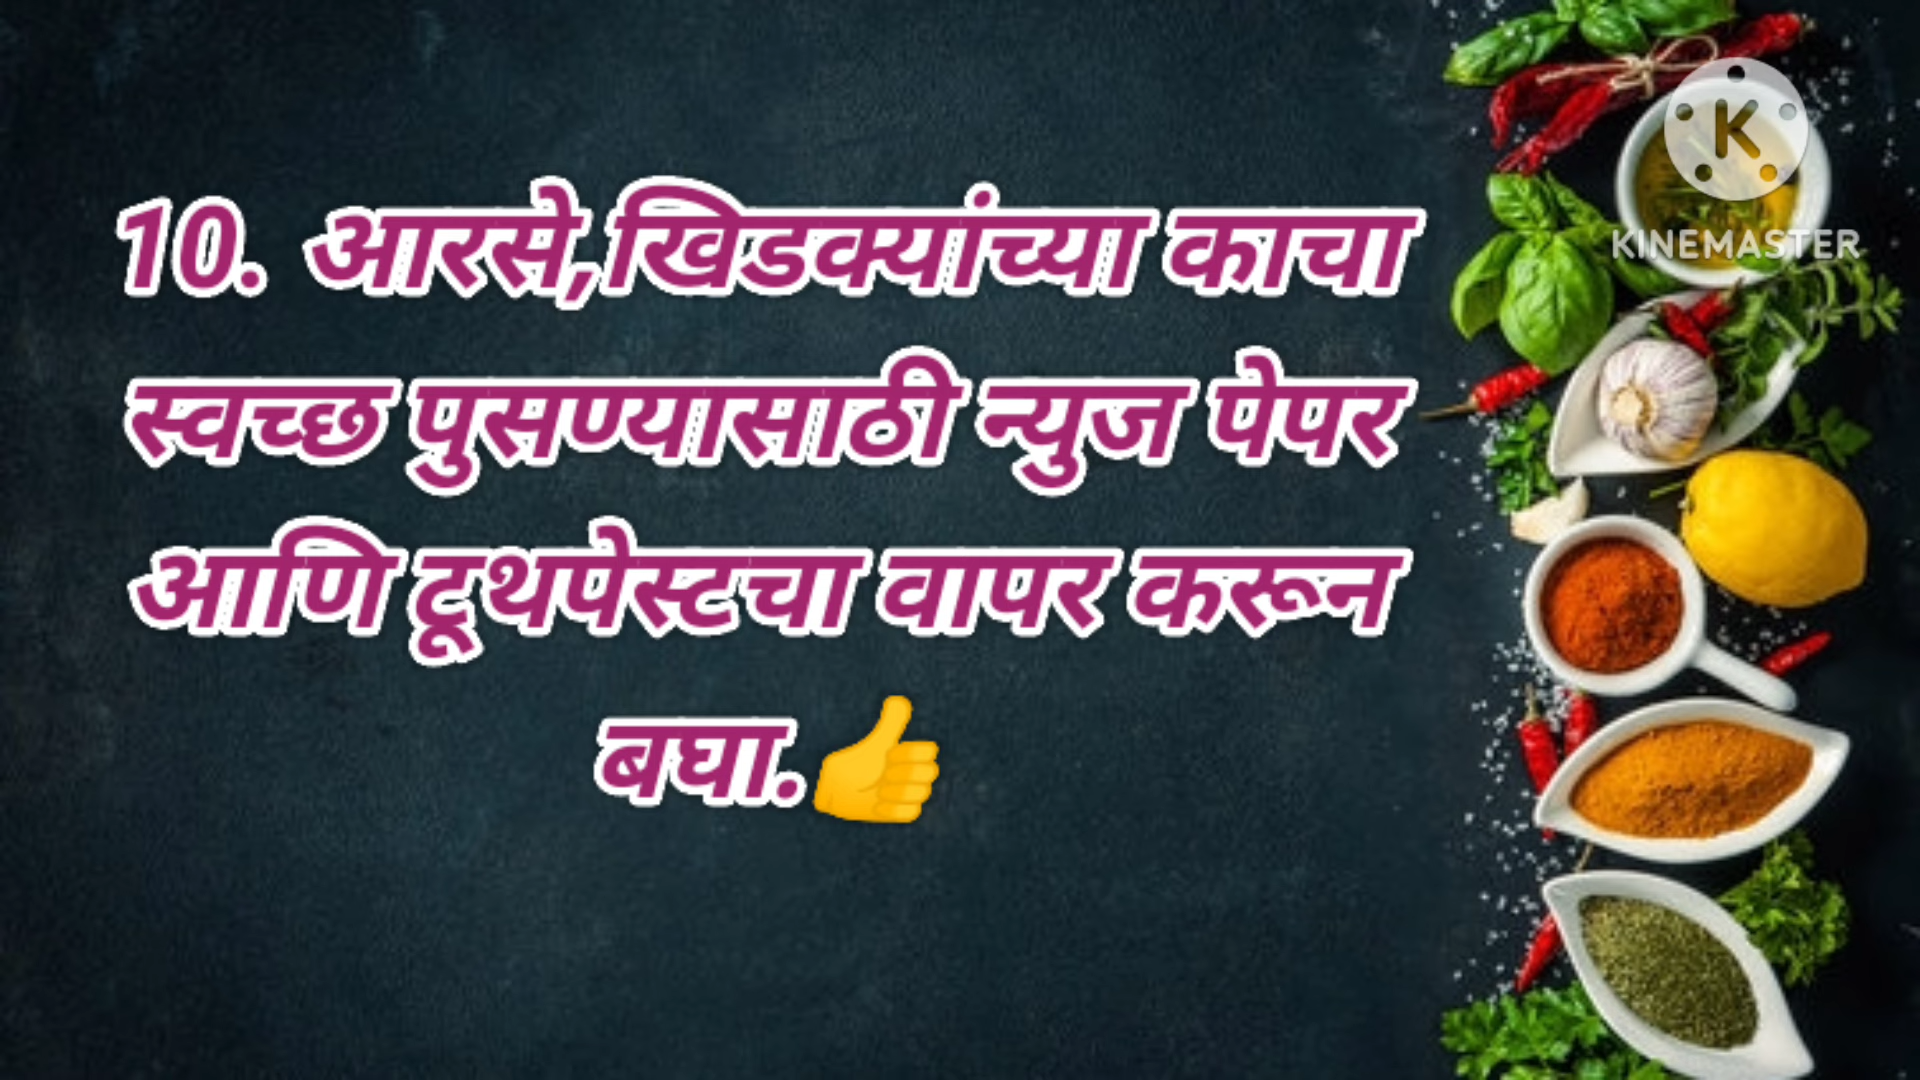 10. आरसे,खिडक्यांच्या काचा
स्वच्छ पुसण्यासाठी न्युज पेपर
आणि टूथपेस्टचा वापर करून
बघा.👍
K
KINEMASTER